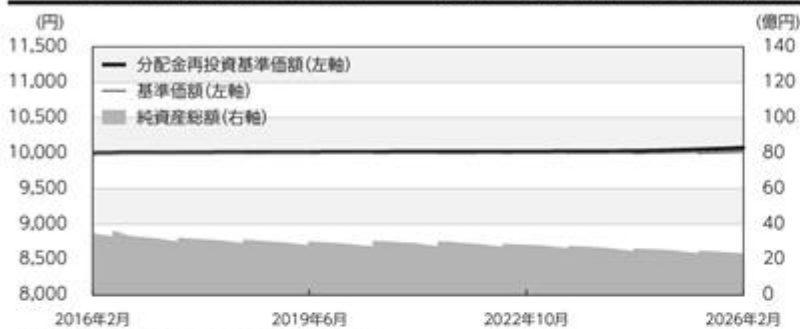 (円)
(億円)
11,500
11,000
10,500
10,000
9,500
9,000
8,500
8,000
140
120
100
80
60
40
20
0
分配金再投資基準価額(左軸)
基準価額(左軸)
純資産総額(右軸)
2016年2月
2019年6月
2022年10月
2026年2月